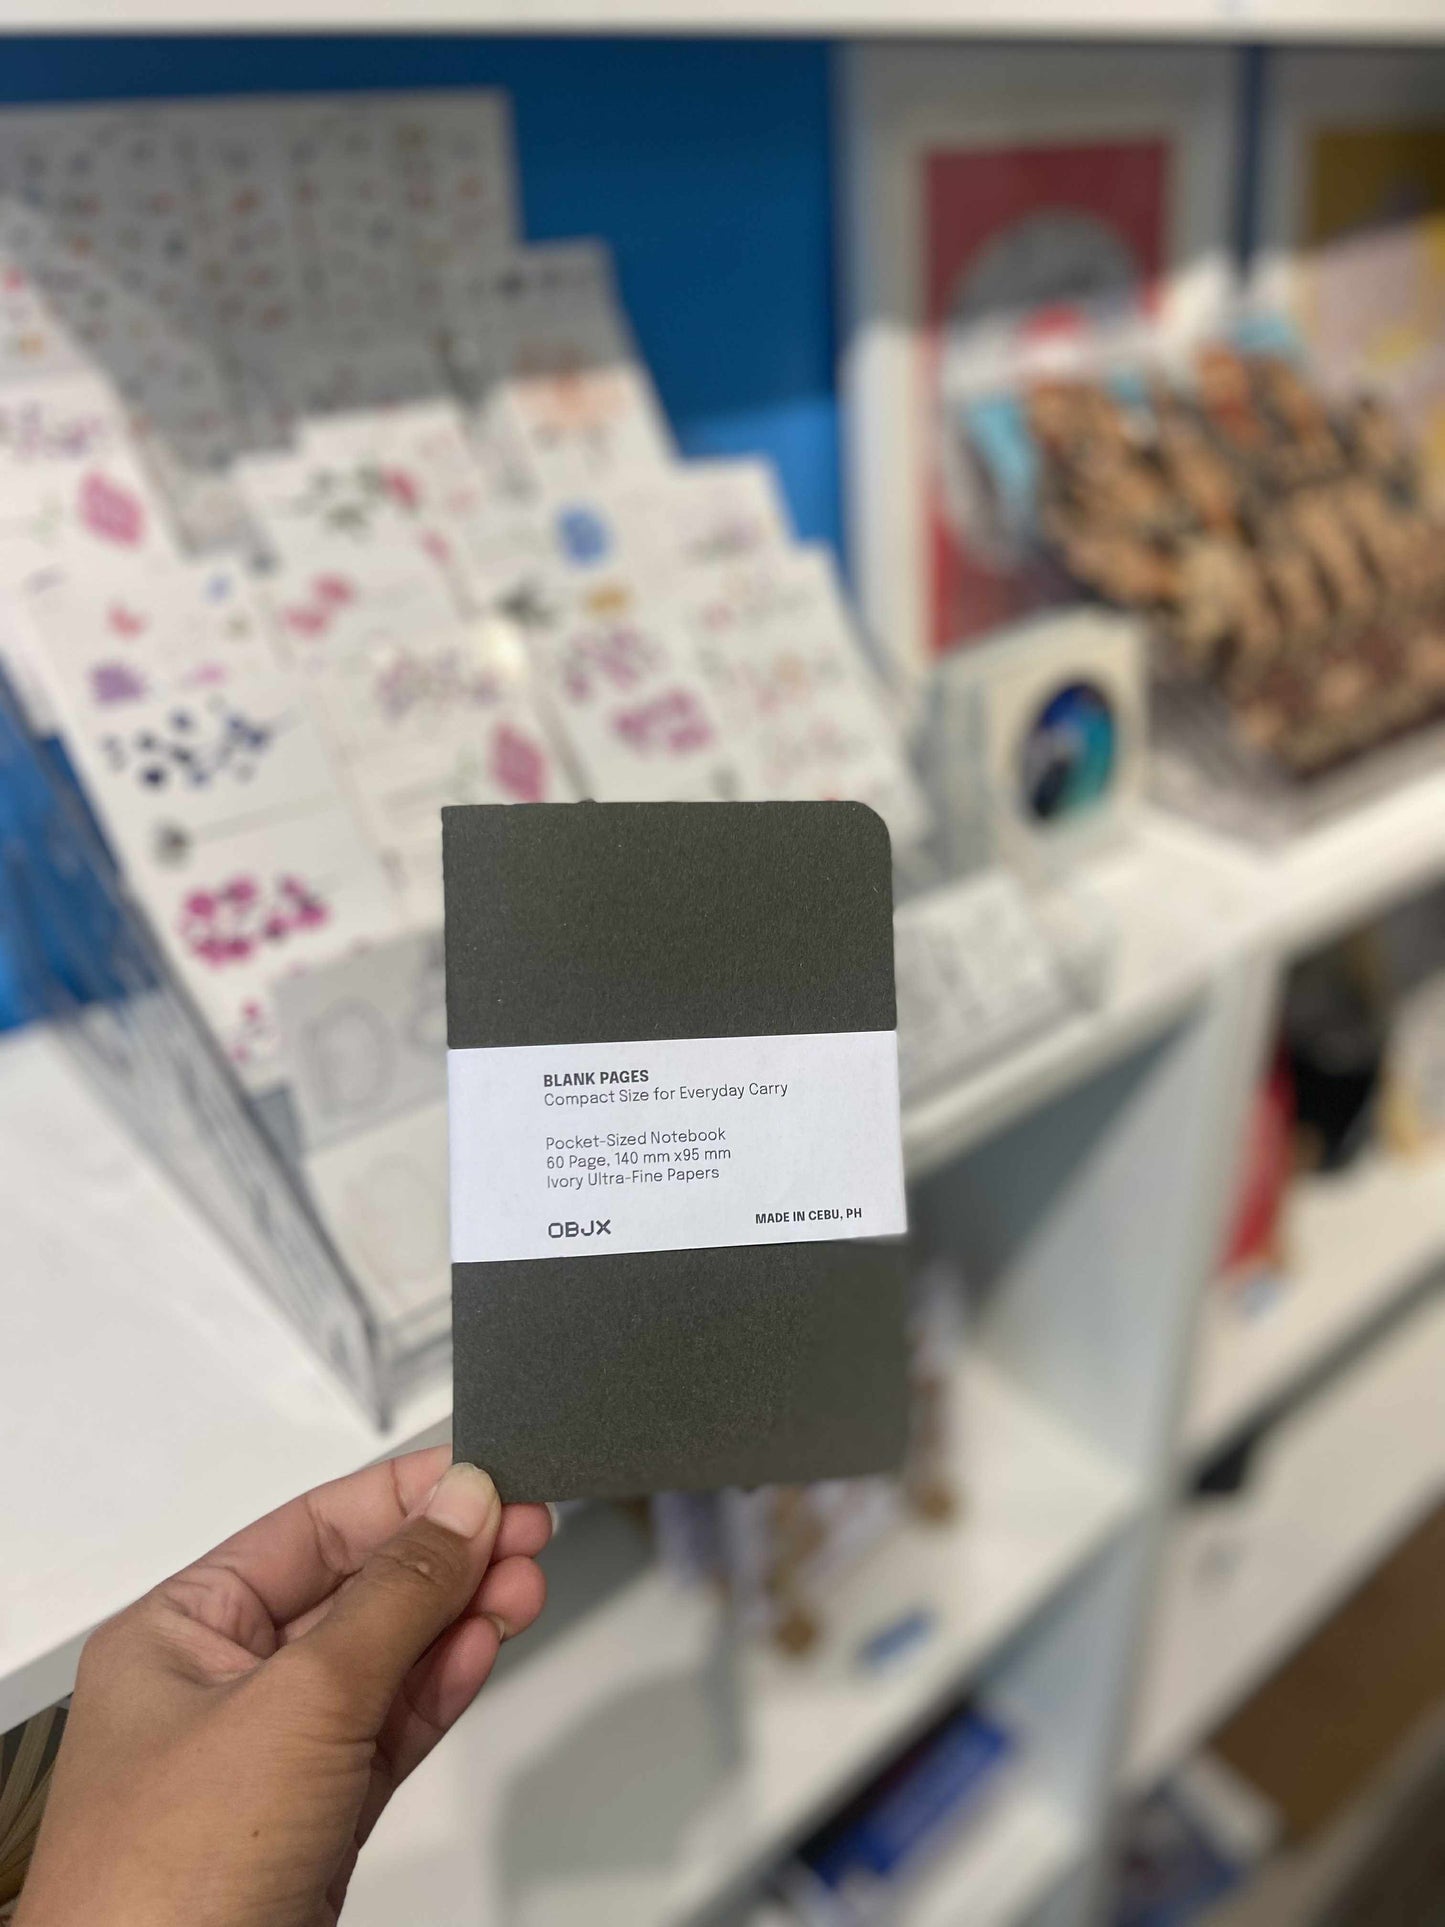 BLANK PAGES
Compact Size for Everyday Carry
Pocket-Sized Notebook
60 Page, 140 mm x95 mm
Ivory Ultra-Fine Papers
OBJX
MADE IN CEBU, PH